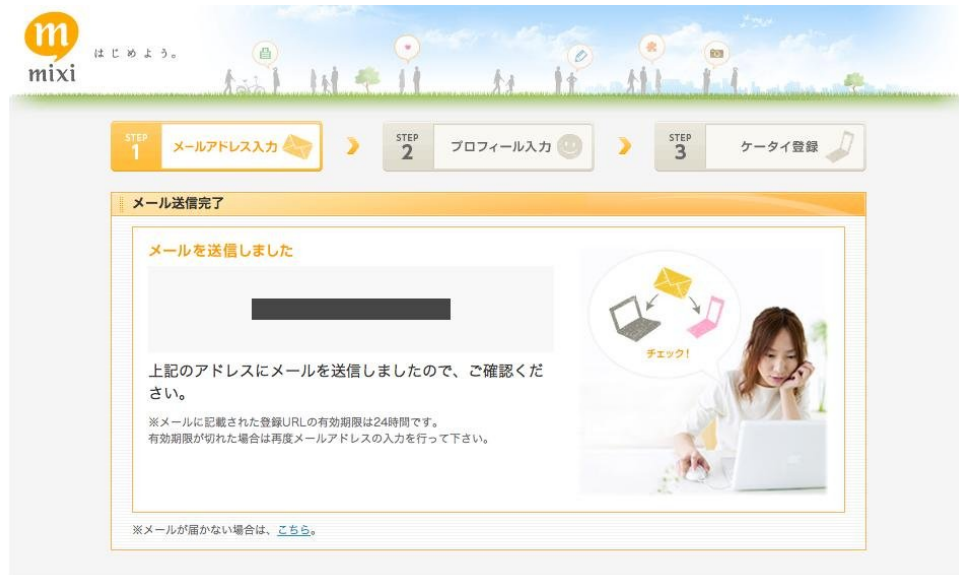 mixi
はじめよう。
STEP 1 メールアドレス入力
STEP 2 プロフィール入力
STEP 3 ケータイ登録
メール送信完了
メールを送信しました
チェック!
上記のアドレスにメールを送信しましたので、ご確認くだ
さい。
※メールに記載された登録URLの有効期限は24時間です。
有効期限が切れた場合は再度メールアドレスの入力を行って下さい。
※メールが届かない場合は、こちら。